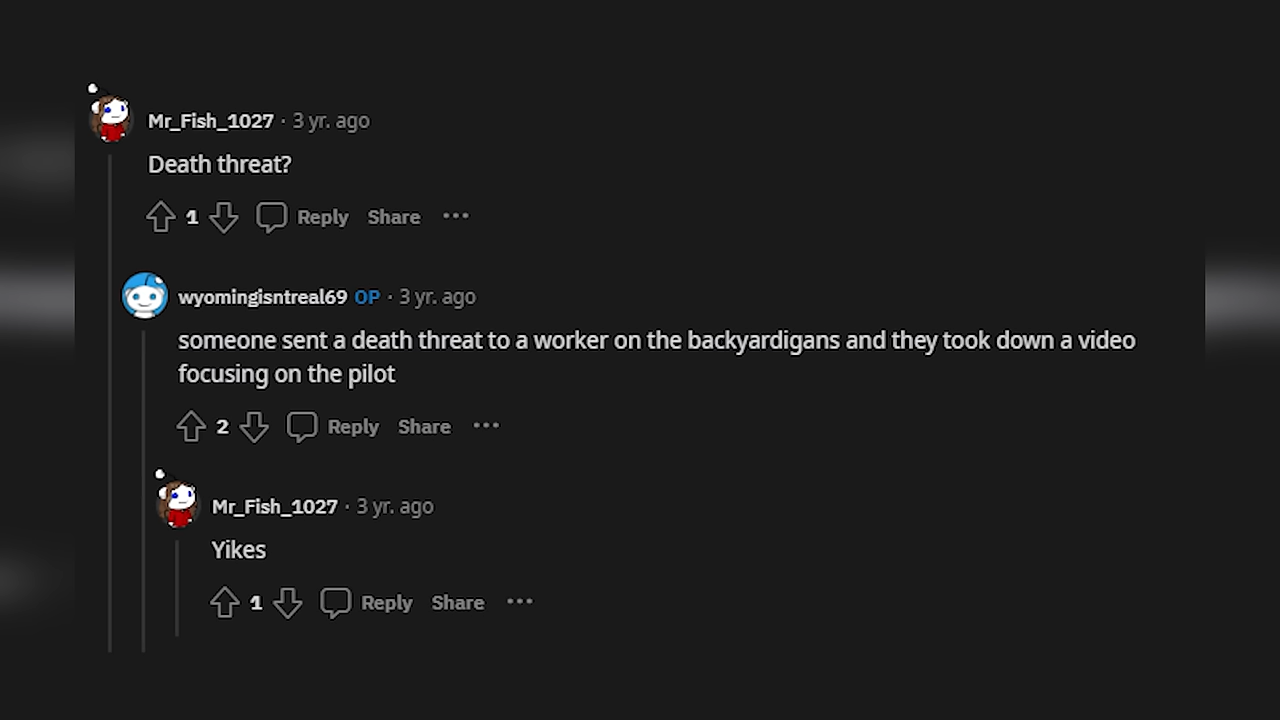 Mr_Fish_1027 · 3 yr. ago
Death threat?
1 Reply Share ···
wyomingisntreal69 OP · 3 yr. ago
someone sent a death threat to a worker on the backyardigans and they took down a video
focusing on the pilot
2 Reply Share ···
Mr_Fish_1027 · 3 yr. ago
Yikes
1 Reply Share ···